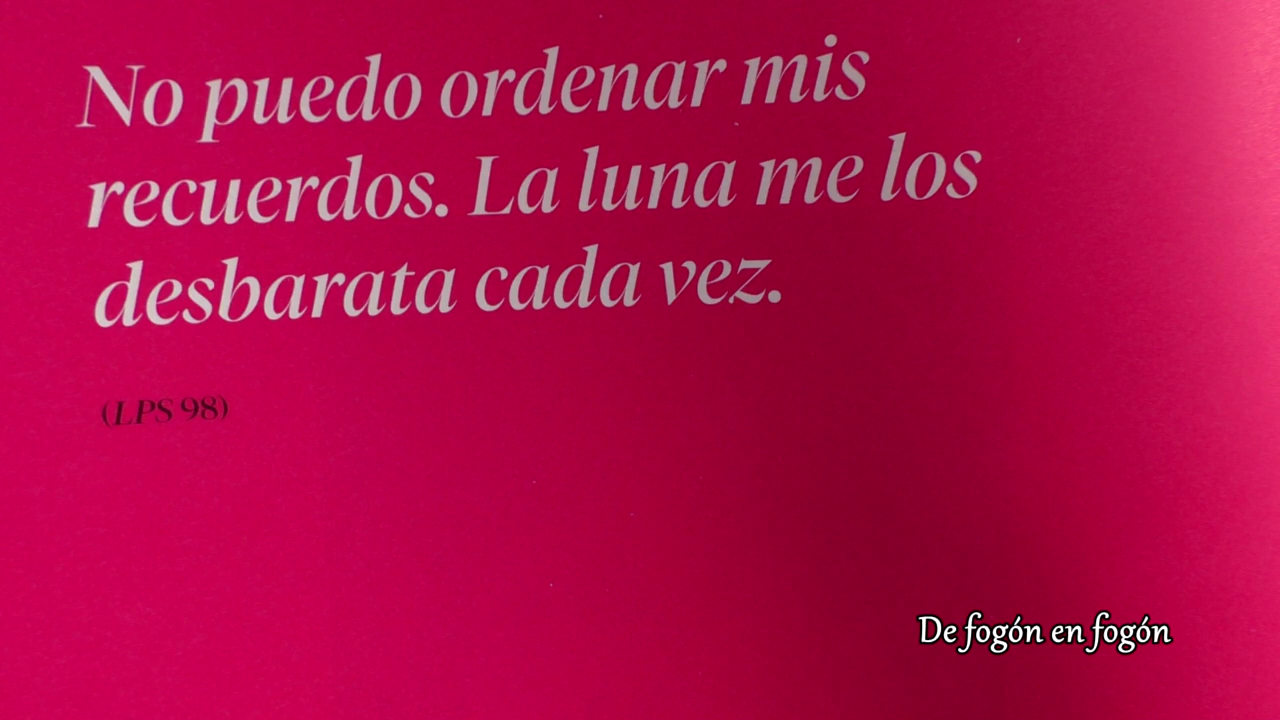 No puedo ordenar mis
recuerdos. La luna me los
desbarata cada vez.
(LPS 98)
De fogón en fogón